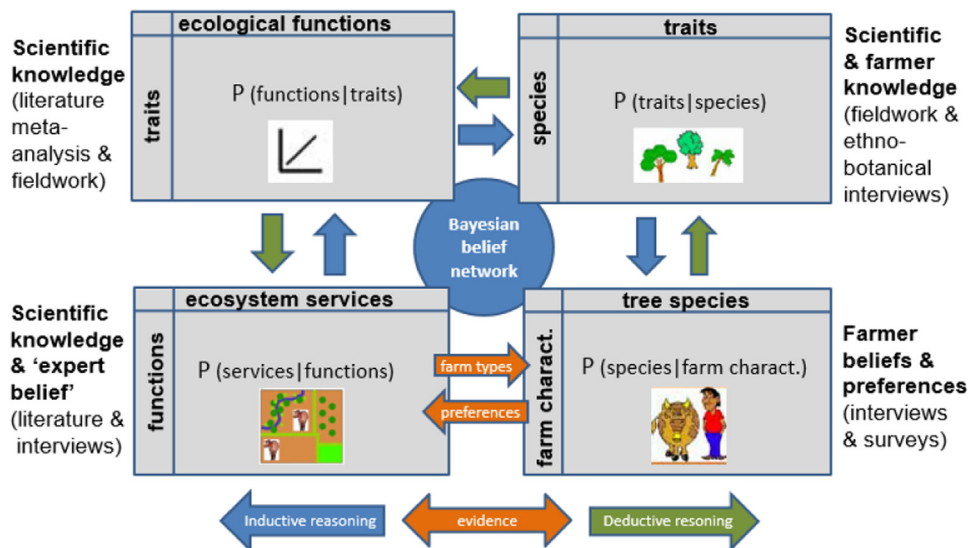 ecological functions
traits
Scientific
knowledge
(literature
meta-
analysis &
fieldwork)
traits
P (functions|traits)
species
P (traits|species)
Scientific
& farmer
knowledge
(fieldwork &
ethno-
botanical
interviews)
Bayesian
belief
network
ecosystem services
tree species
Scientific
knowledge
& ‘expert
belief’
(literature &
interviews)
functions
P (services|functions)
farm types
preferences
farm charact.
P (species|farm charact.)
Farmer
beliefs &
preferences
(interviews
& surveys)
Inductive reasoning
evidence
Deductive resoning